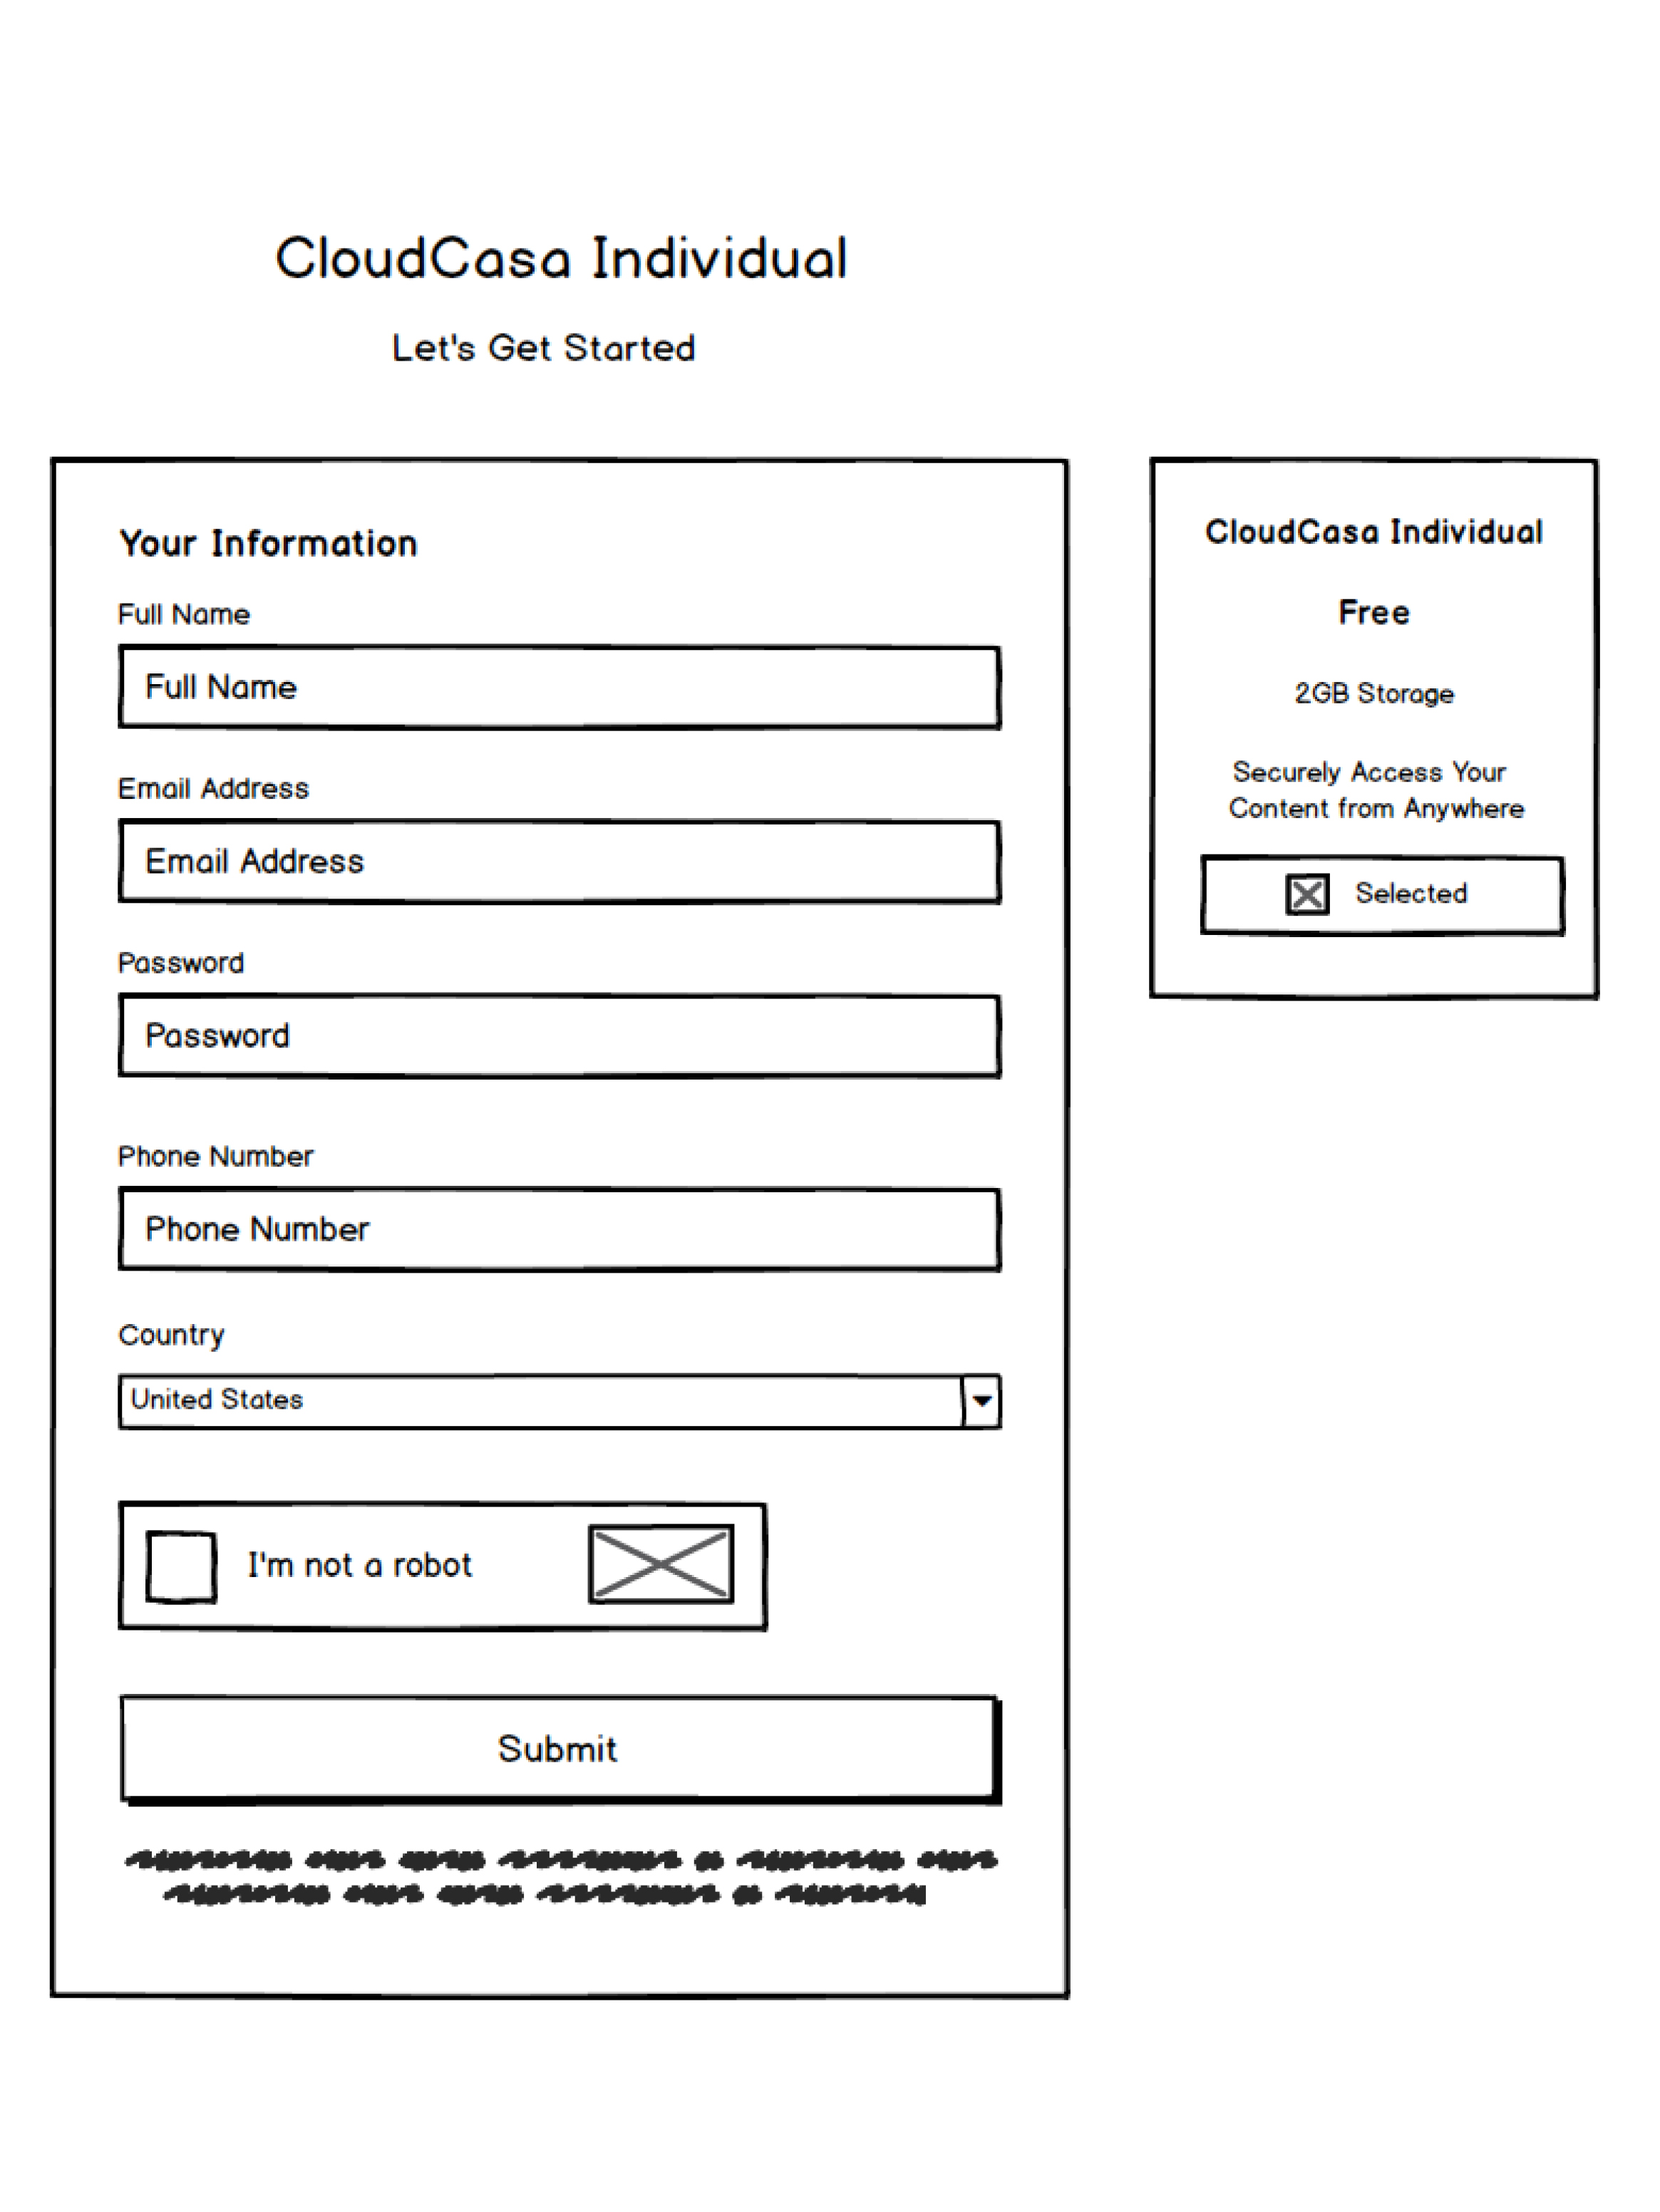 CloudCasa Individual
Let's Get Started
Your Information
Full Name
Full Name
Email Address
Email Address
Password
Password
Phone Number
Phone Number
Country
United States
I'm not a robot
Submit
CloudCasa Individual
Free
2GB Storage
Securely Access Your
Content from Anywhere
Selected